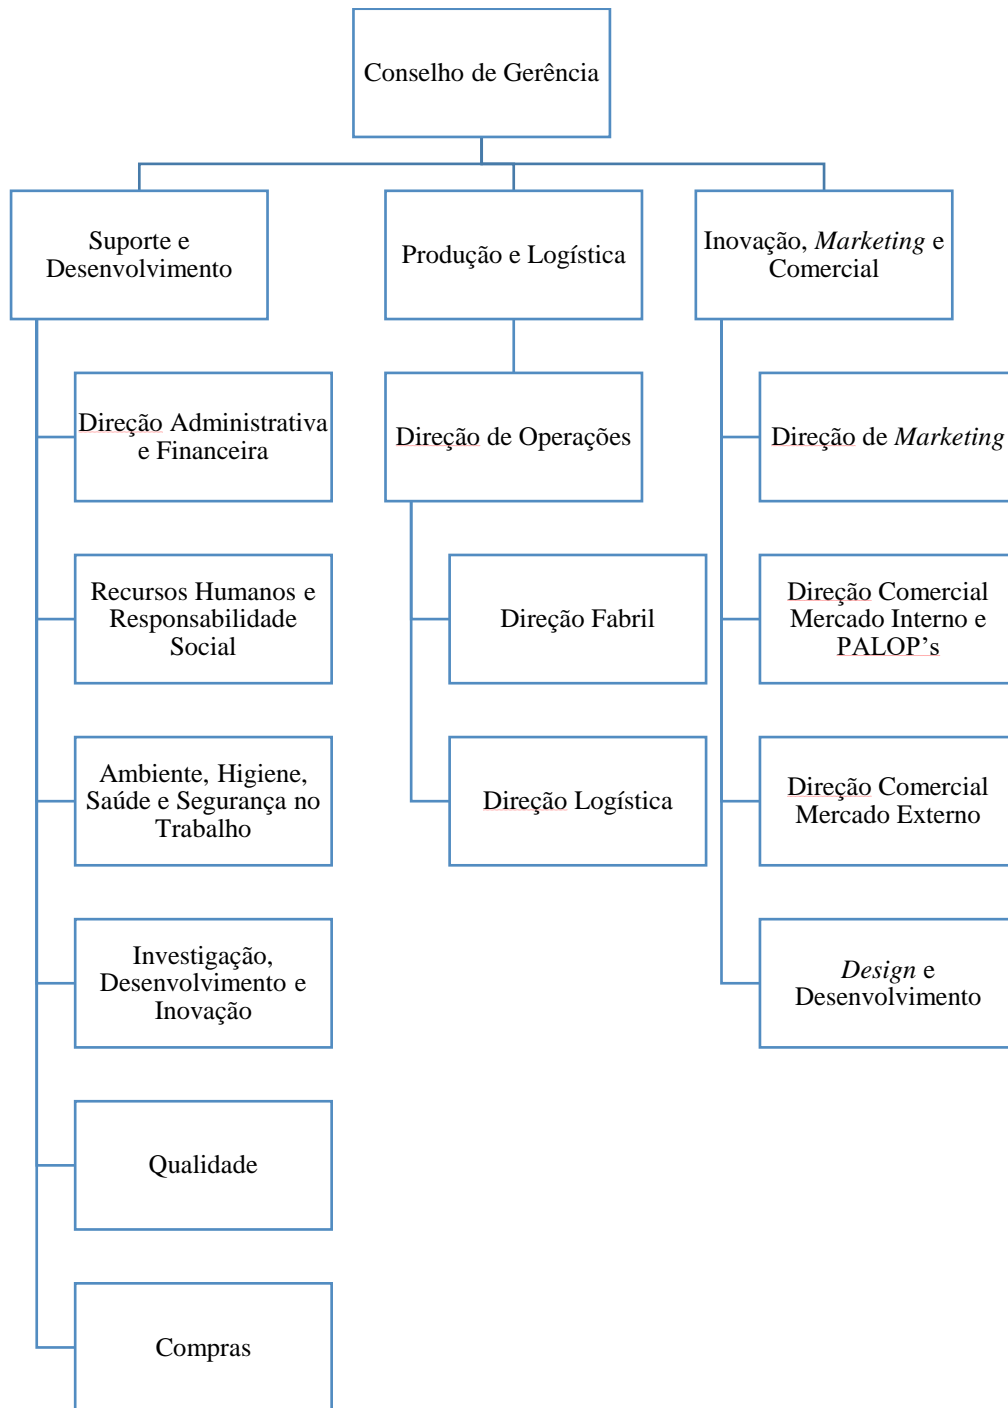 Conselho de Gerência
Suporte e
Desenvolvimento
Produção e Logística
Inovação, Marketing e
Comercial
Direção Administrativa
e Financeira
Recursos Humanos e
Responsabilidade
Social
Ambiente, Higiene,
Saúde e Segurança no
Trabalho
Investigação,
Desenvolvimento e
Inovação
Qualidade
Compras
Direção de Operações
Direção Fabril
Direção Logística
Direção de Marketing
Direção Comercial
Mercado Interno e
PALOP’s
Direção Comercial
Mercado Externo
Design e
Desenvolvimento